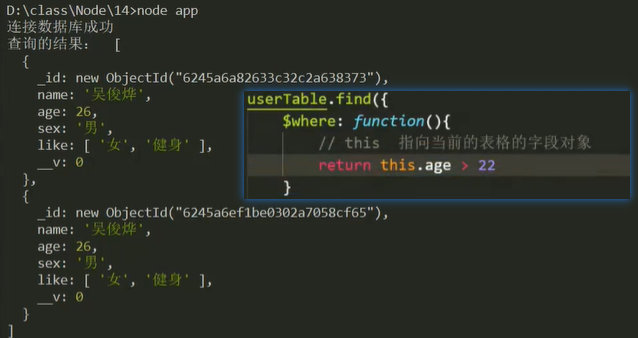 D:\class\Node\14>node app
连接数据库成功
查询的结果： [
{
_id: new ObjectId("6245a6a82633c32c2a638373"),
name: '吴俊烨',
age: 26,
sex: '男',
like: [ '女', '健身' ],
__v: 0
},
{
_id: new ObjectId("6245a6ef1be0302a7058cf65"),
name: '吴俊烨',
age: 26,
sex: '男',
like: [ '女', '健身' ],
__v: 0
}
]
userTable.find({
$where: function(){
// this 指向当前的表格的字段对象
return this.age > 22
}